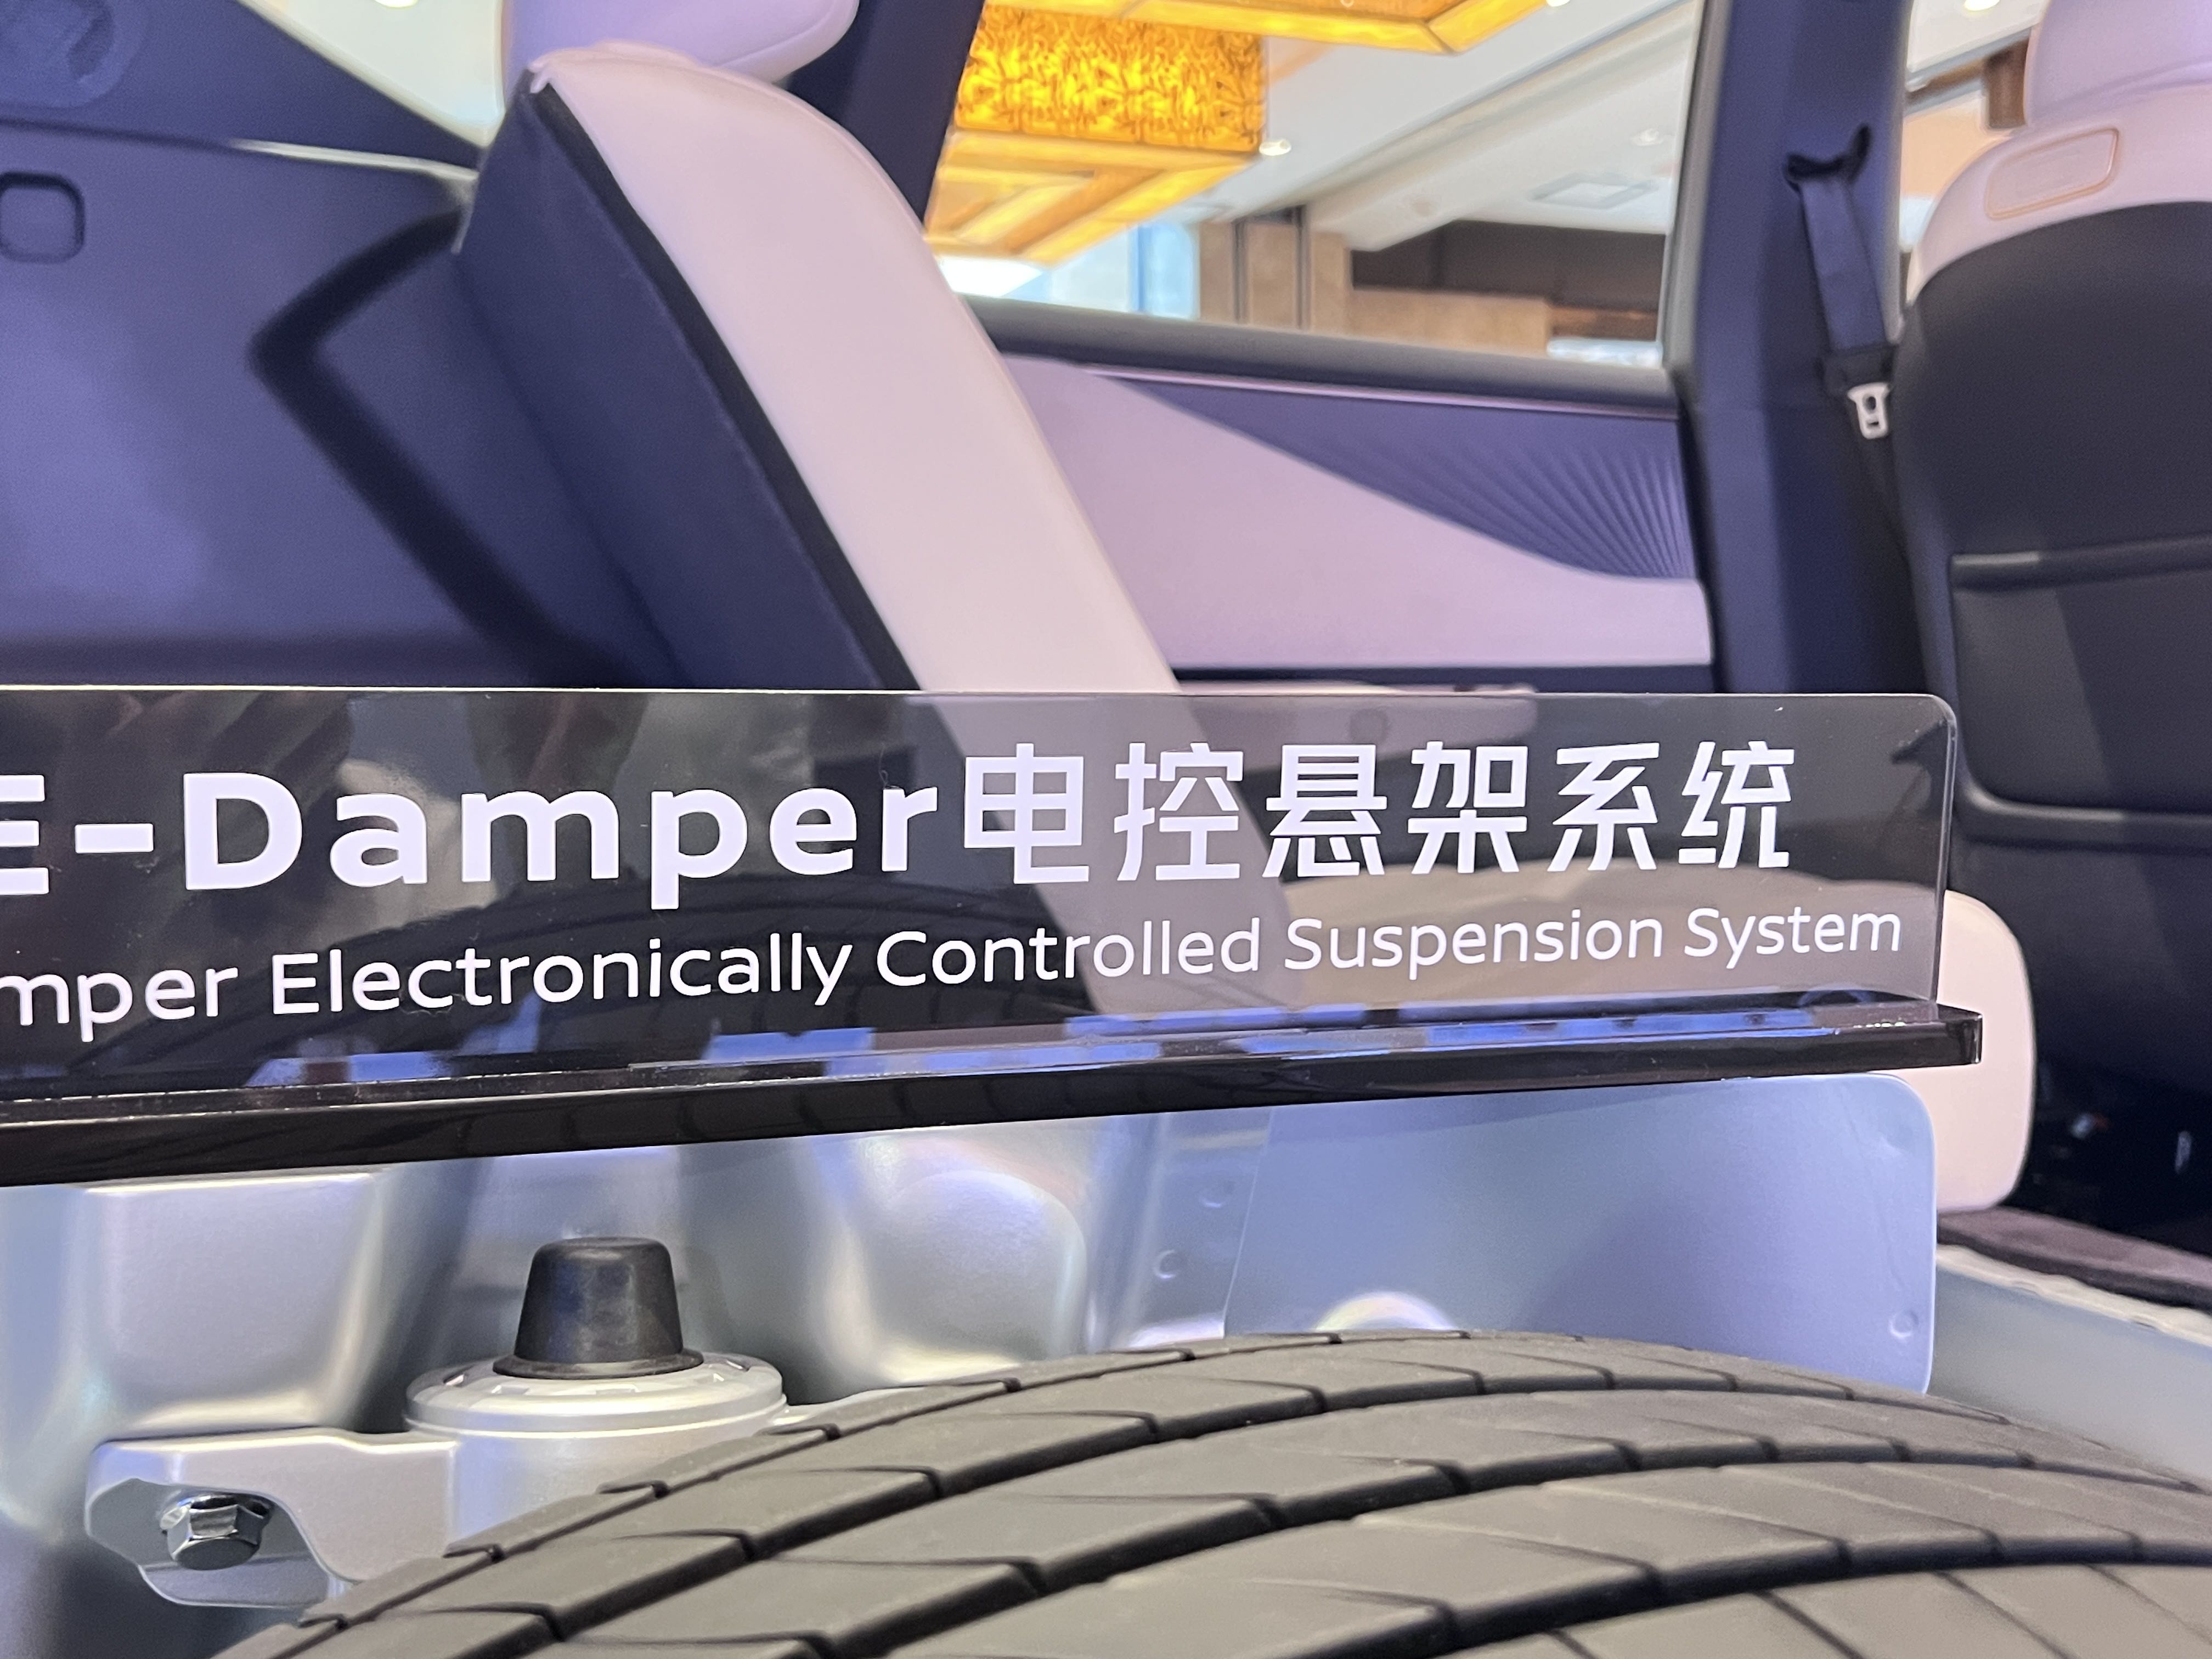 E-Damper电控悬架系统
mper Electronically Controlled Suspension System